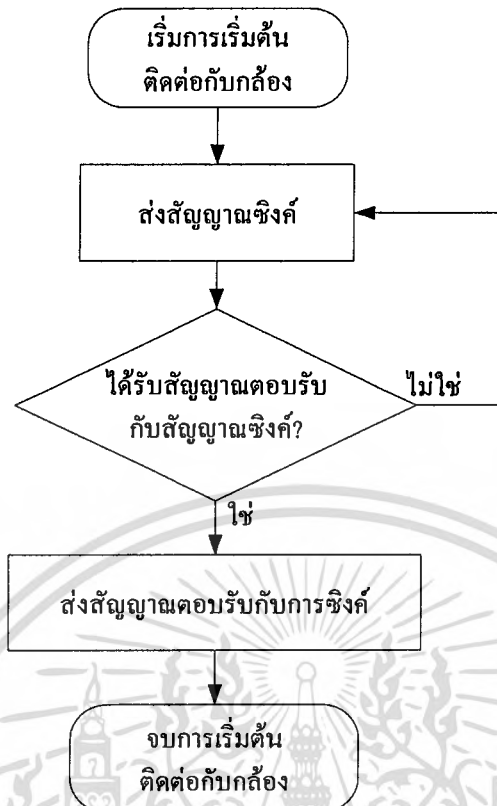 เริ่มการเริ่มต้น
ติดต่อกับกล้อง
ส่งสัญญาณซิงค์
ได้รับสัญญาณตอบรับ
กับสัญญาณซิงค์?
ไม่ใช่
ใช่
ส่งสัญญาณตอบรับกับการซิงค์
จบการเริ่มต้น
ติดต่อกับกล้อง